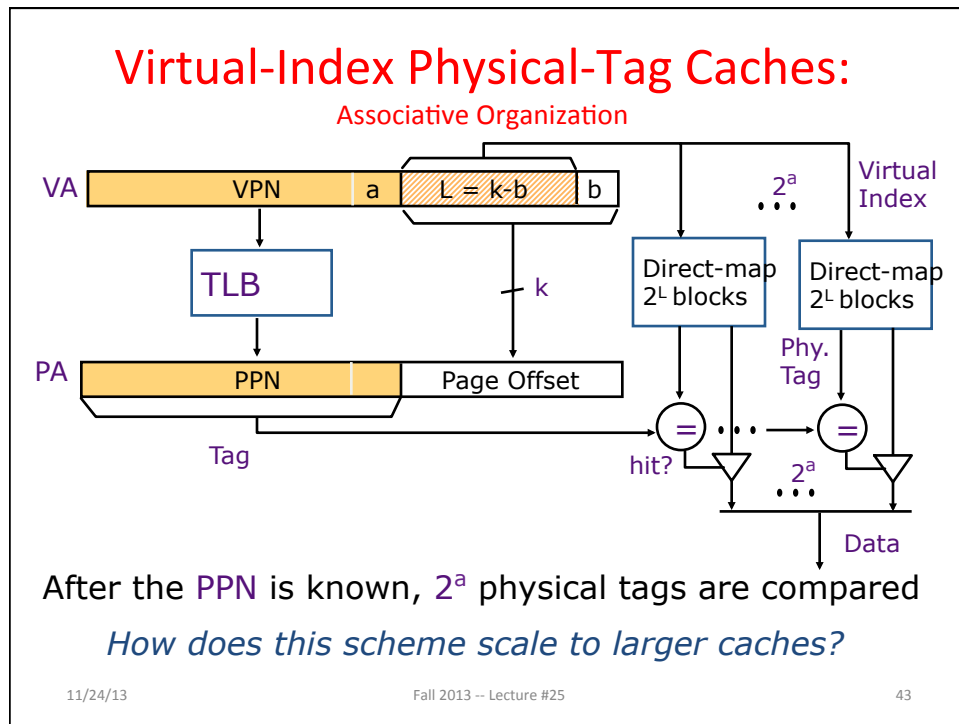 Virtual-Index Physical-Tag Caches:
Associative Organization
VA
VPN
a
L = k-b
b
2ᵃ
Virtual
Index
TLB
k
Direct-map
2ᴸ blocks
Direct-map
2ᴸ blocks
PA
PPN
Page Offset
Phy.
Tag
=
=
Tag
hit?
2ᵃ
Data
After the PPN is known, 2ᵃ physical tags are compared
How does this scheme scale to larger caches?
11/24/13
Fall 2013 -- Lecture #25
43